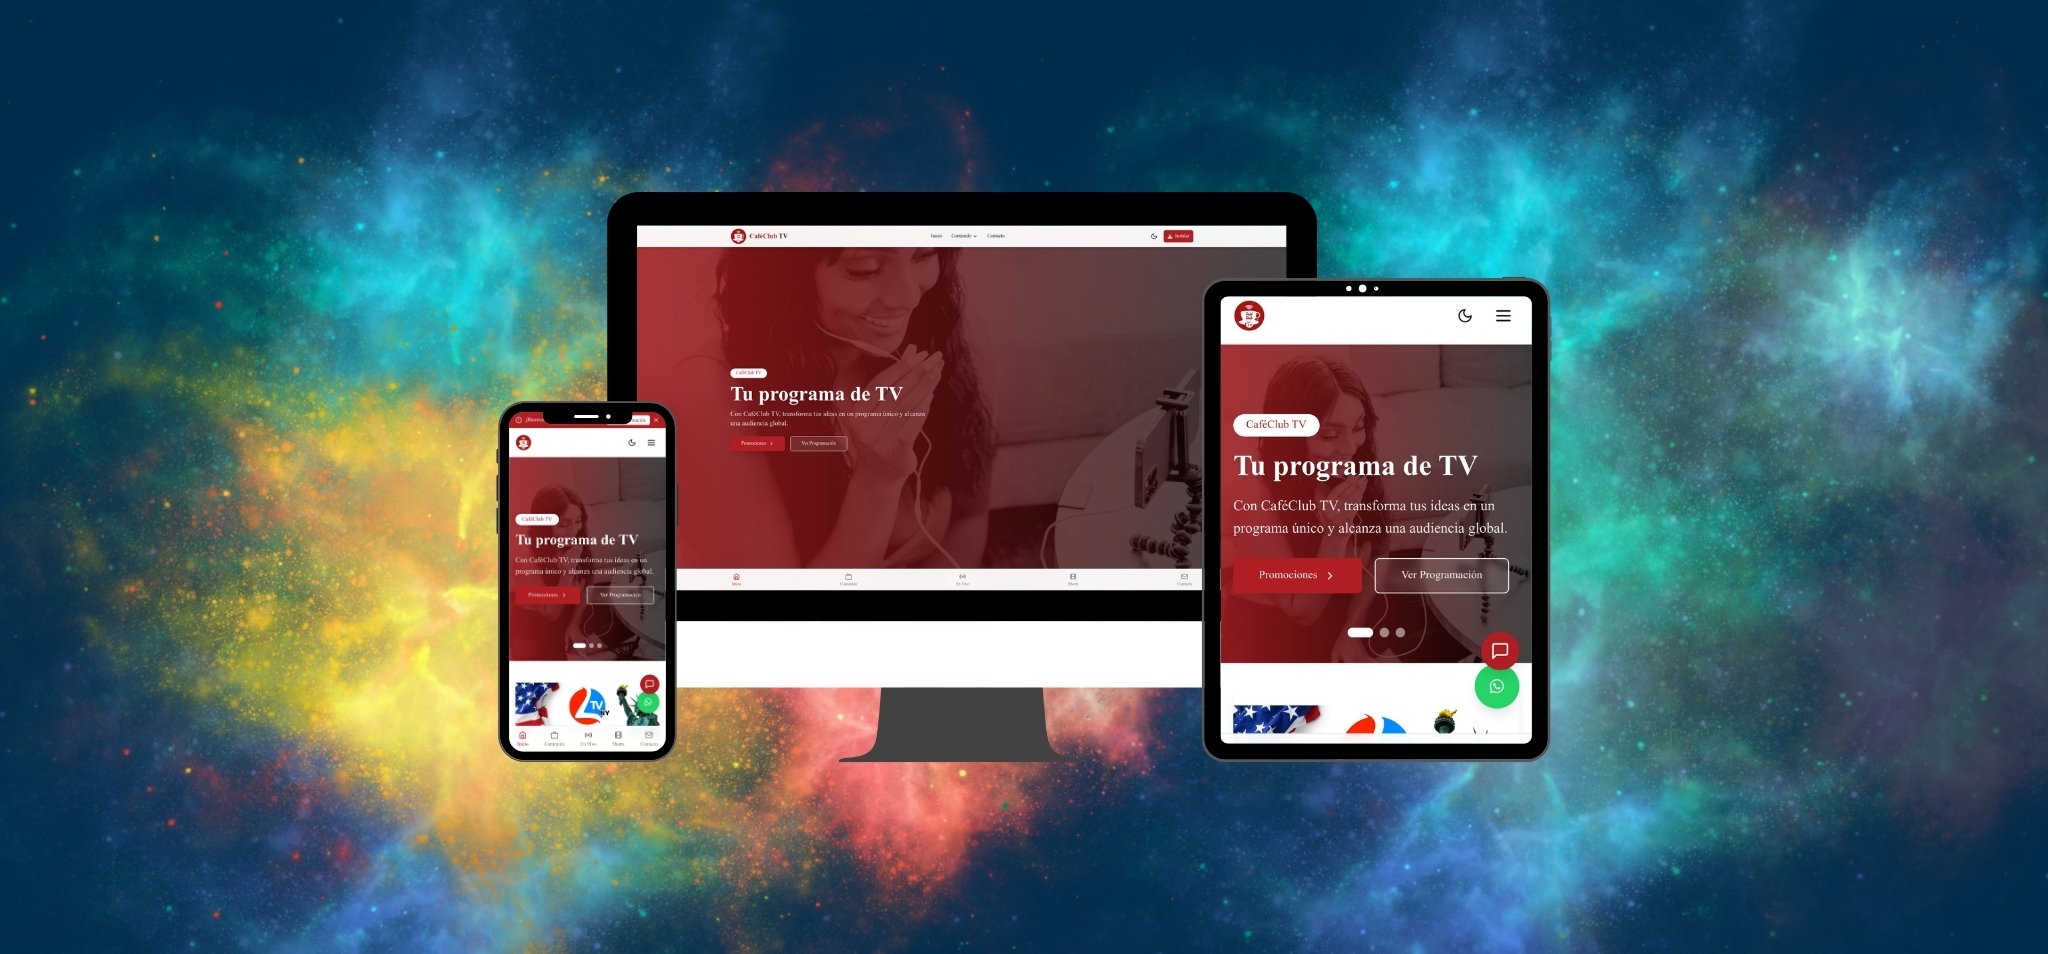 CaféClub TV
Inicio
Contenido
Contacto
Instalar
CaféClub TV
Tu programa de TV
Con CaféClub TV, transforma tus ideas en un programa único y alcanza
una audiencia global.
Promociones
Ver Programación
Inicio
Contenido
En Vivo
Shorts
Contacto
CaféClub TV
Tu programa de TV
Con CaféClub TV, transforma tus ideas en un
programa único y alcanza una audiencia global.
Promociones
Ver Programación
TV
NY
Inicio
Contenido
En Vivo
Shorts
Contacto
CaféClub TV
Tu programa de TV
Con CaféClub TV, transforma tus ideas en un
programa único y alcanza una audiencia global.
Promociones
Ver Programación